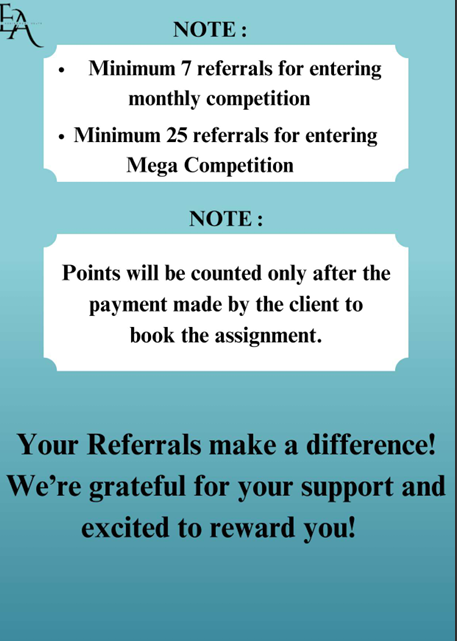 EA
NOTE :
• Minimum 7 referrals for entering
monthly competition
• Minimum 25 referrals for entering
Mega Competition
NOTE :
Points will be counted only after the
payment made by the client to
book the assignment.
Your Referrals make a difference!
We're grateful for your support and
excited to reward you!